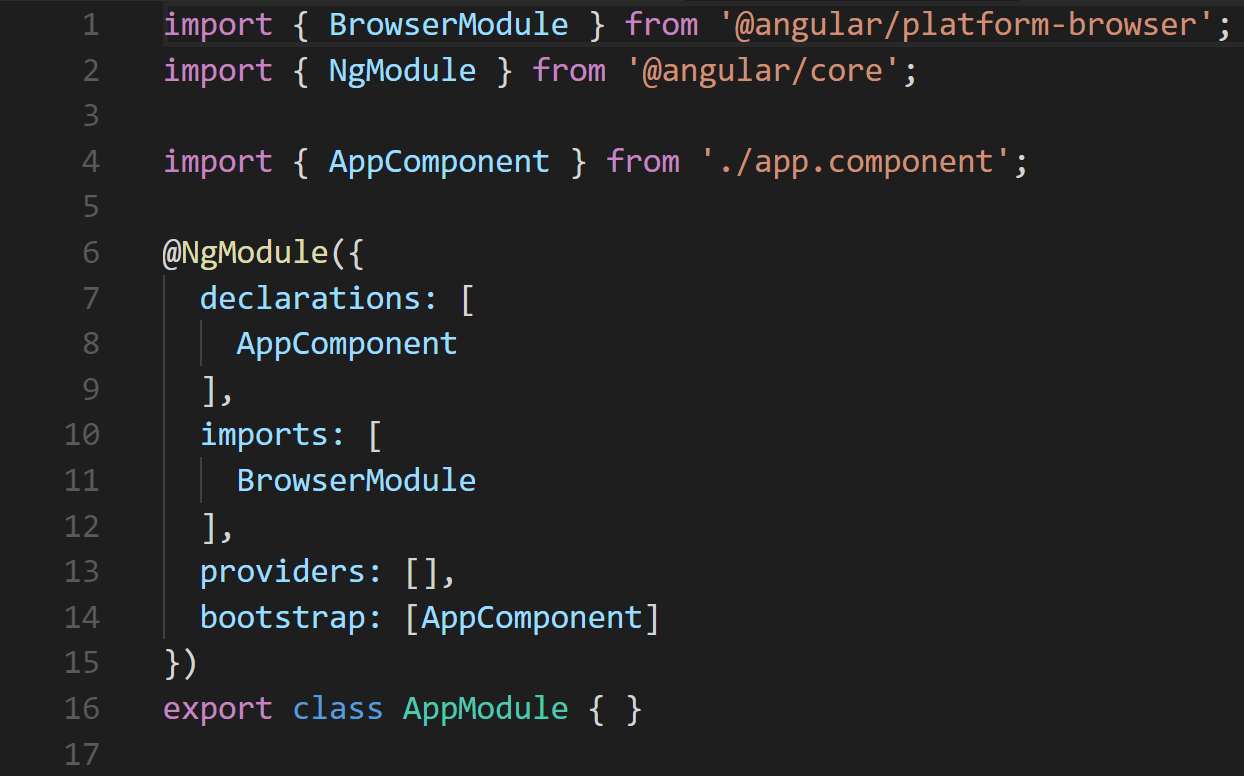 1 import { BrowserModule } from '@angular/platform-browser';
2 import { NgModule } from '@angular/core';
3
4 import { AppComponent } from './app.component';
5
6 @NgModule({
7   declarations: [
8     AppComponent
9   ],
10   imports: [
11     BrowserModule
12   ],
13   providers: [],
14   bootstrap: [AppComponent]
15 })
16 export class AppModule { }
17